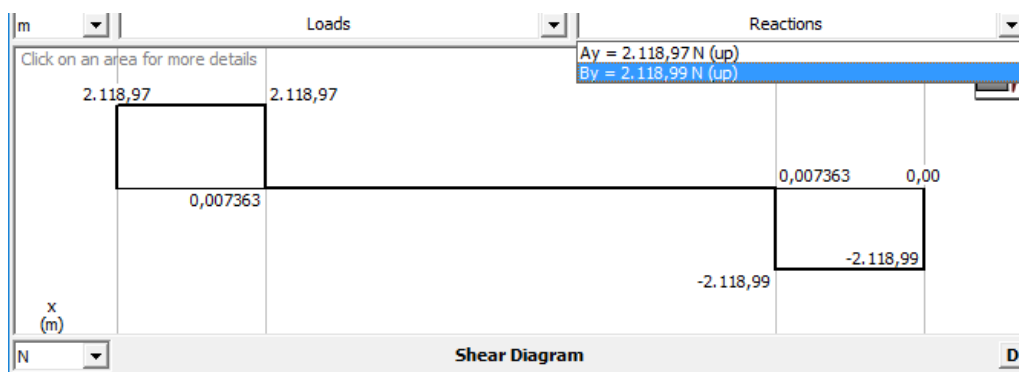 m Loads Reactions
Click on an area for more details
Ay = 2.118,97 N (up)
By = 2.118,99 N (up)
2.118,97 2.118,97
0,007363 0,00
0,007363
-2.118,99
-2.118,99
x
(m)
N Shear Diagram D